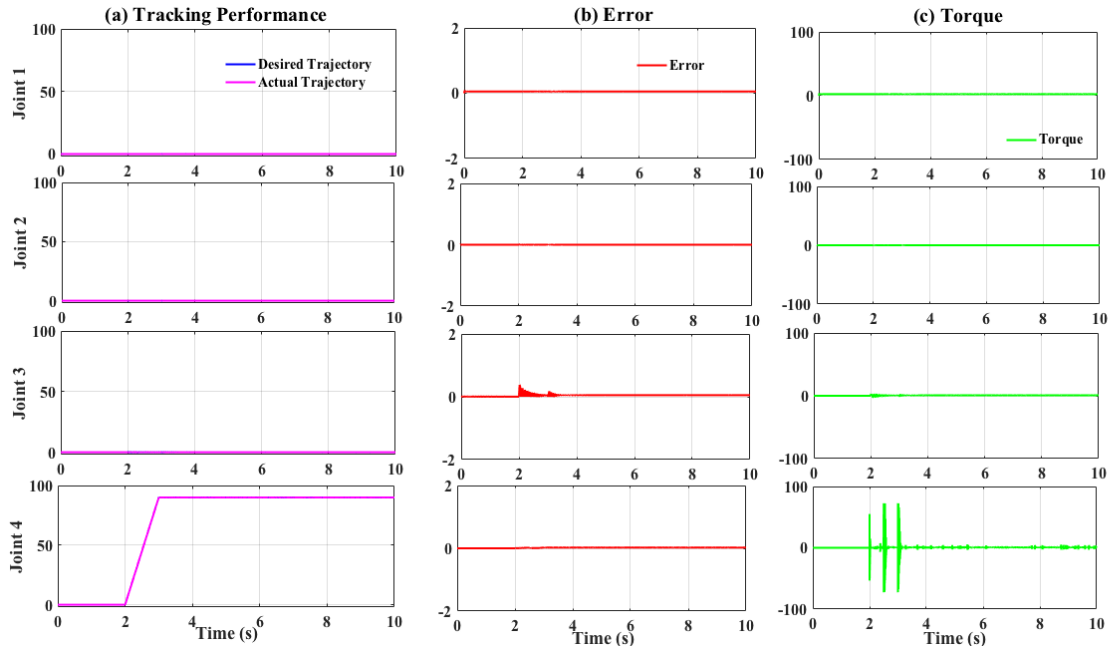 (a) Tracking Performance
(b) Error
(c) Torque
100
50
0
Joint 1
Desired Trajectory
Actual Trajectory
0 2 4 6 8 10
2
0
-2
Error
0 2 4 6 8 10
100
0
-100
Torque
0 2 4 6 8 10
100
50
0
Joint 2
0 2 4 6 8 10
2
0
-2
0 2 4 6 8 10
100
0
-100
0 2 4 6 8 10
100
50
0
Joint 3
0 2 4 6 8 10
2
0
-2
0 2 4 6 8 10
100
0
-100
0 2 4 6 8 10
100
50
0
Joint 4
0 2 4 6 8 10
Time (s)
2
0
-2
0 2 4 6 8 10
Time (s)
100
0
-100
0 2 4 6 8 10
Time (s)